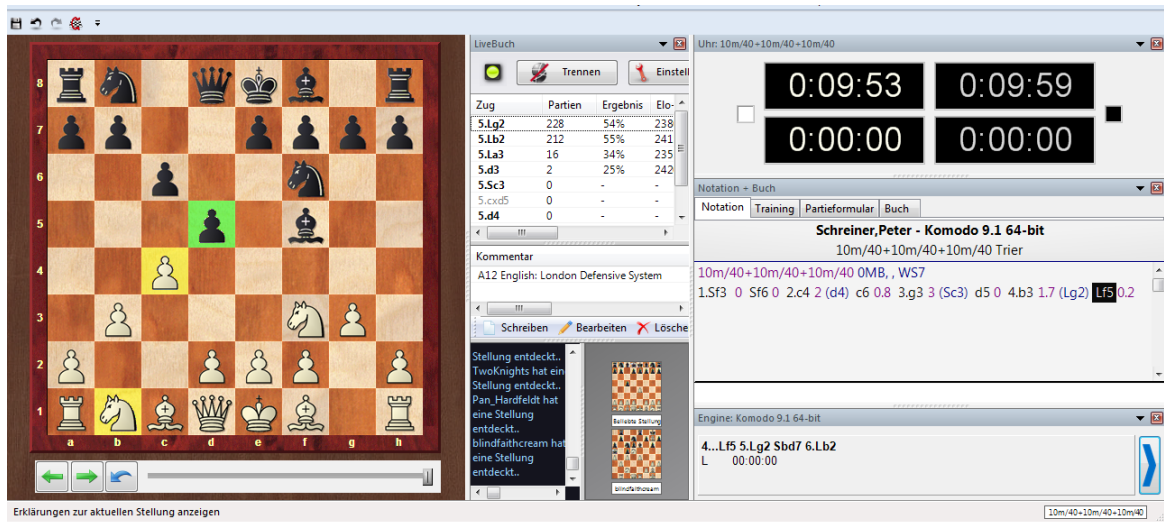 LiveBuch
Trennen
Einstell
Zug Partien Ergebnis Elo-
5.Lg2 228 54% 238
5.Lb2 212 55% 241
5.La3 16 34% 235
5.d3 2 25% 242
5.Sc3 0 - -
5.cxd5 0 - -
5.d4 0 - -
Kommentar
A12 English: London Defensive System
Schreiben Bearbeiten Lösche
Stellung entdeckt..
TwoKnights hat ein
Stellung entdeckt..
Pan_Hardfeldt hat
eine Stellung
entdeckt..
blindfaithcream hat
eine Stellung
entdeckt..
Beliebte Stellung
blindfaithcream
Uhr: 10m/40+10m/40+10m/40
0:09:53 0:09:59
0:00:00 0:00:00
Notation + Buch
Notation Training Partieformular Buch
Schreiner,Peter - Komodo 9.1 64-bit
10m/40+10m/40+10m/40 Trier
10m/40+10m/40+10m/40 0MB, , WS7
1.Sf3 0 Sf6 0 2.c4 2 (d4) c6 0.8 3.g3 3 (Sc3) d5 0 4.b3 1.7 (Lg2) Lf5 0.2
Engine: Komodo 9.1 64-bit
4...Lf5 5.Lg2 Sbd7 6.Lb2
L 00:00:00
8
7
6
5
4
3
2
1
a b c d e f g h
Erklärungen zur aktuellen Stellung anzeigen
10m/40+10m/40+10m/40